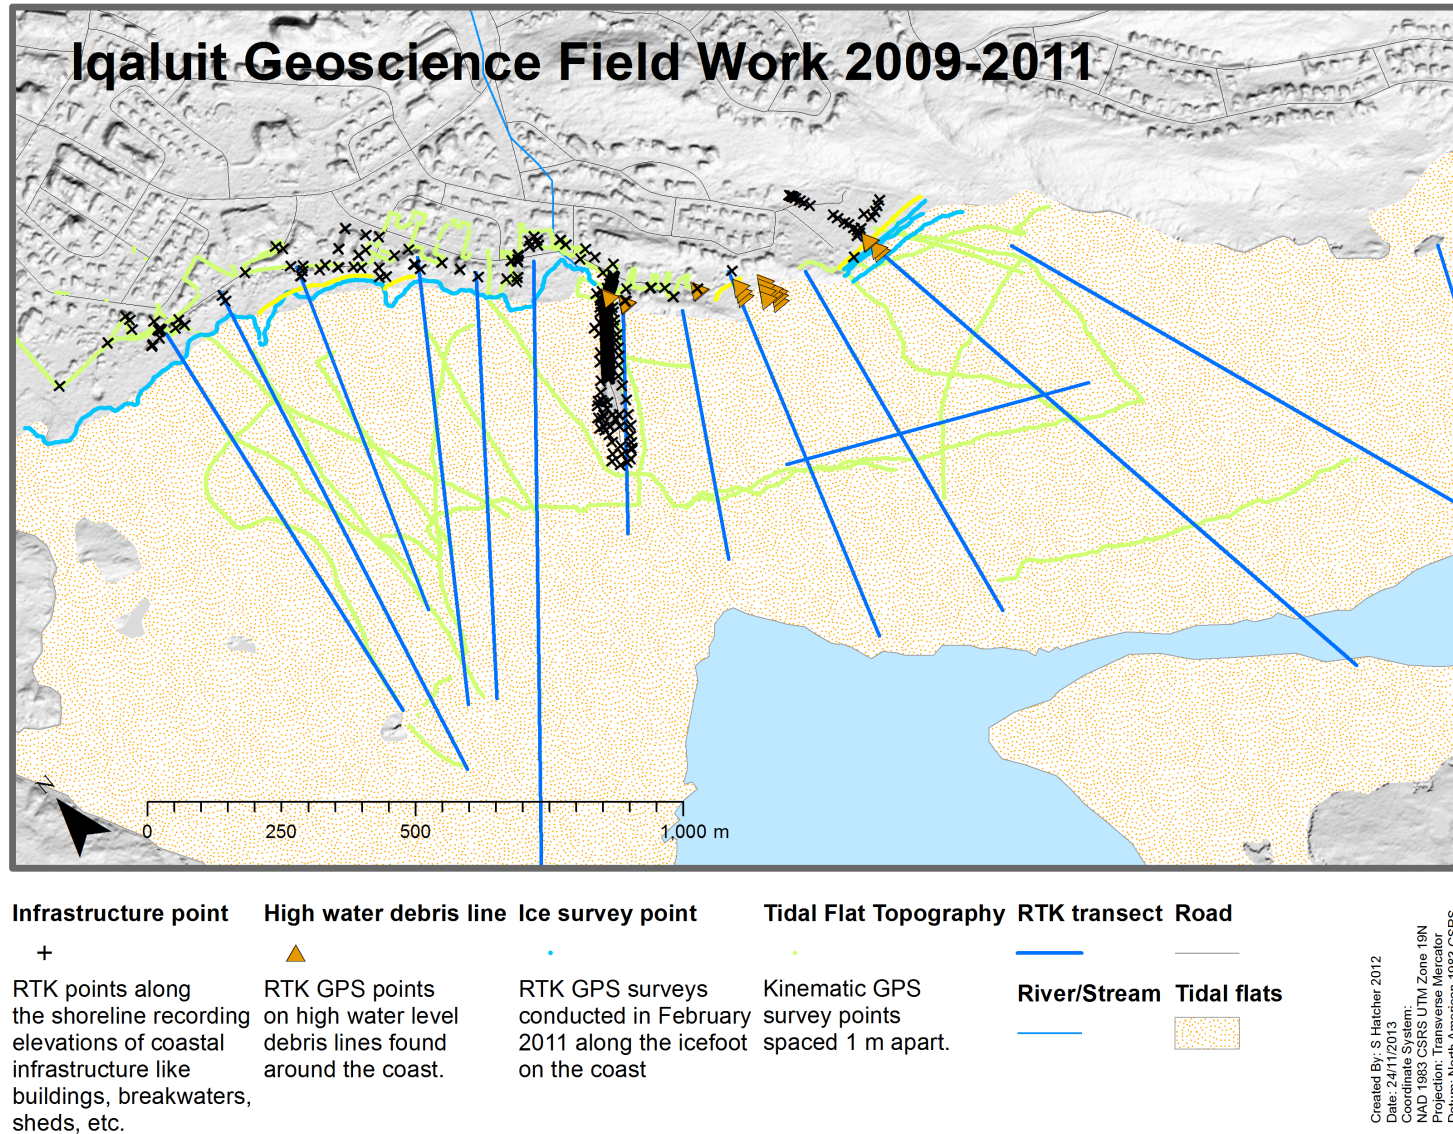 Iqaluit Geoscience Field Work 2009-2011
N
0 250 500 1,000 m
Infrastructure point
RTK points along
the shoreline recording
elevations of coastal
infrastructure like
buildings, breakwaters,
sheds, etc.
High water debris line
RTK GPS points
on high water level
debris lines found
around the coast.
Ice survey point
RTK GPS surveys
conducted in February
2011 along the icefoot
on the coast
Tidal Flat Topography
Kinematic GPS
survey points
spaced 1 m apart.
RTK transect
River/Stream
Road
Tidal flats
Created By: S Hatcher 2012
Date: 24/11/2013
Coordinate System:
NAD 1983 CSRS UTM Zone 19N
Projection: Transverse Mercator
Datum: North American 1983 CSRS